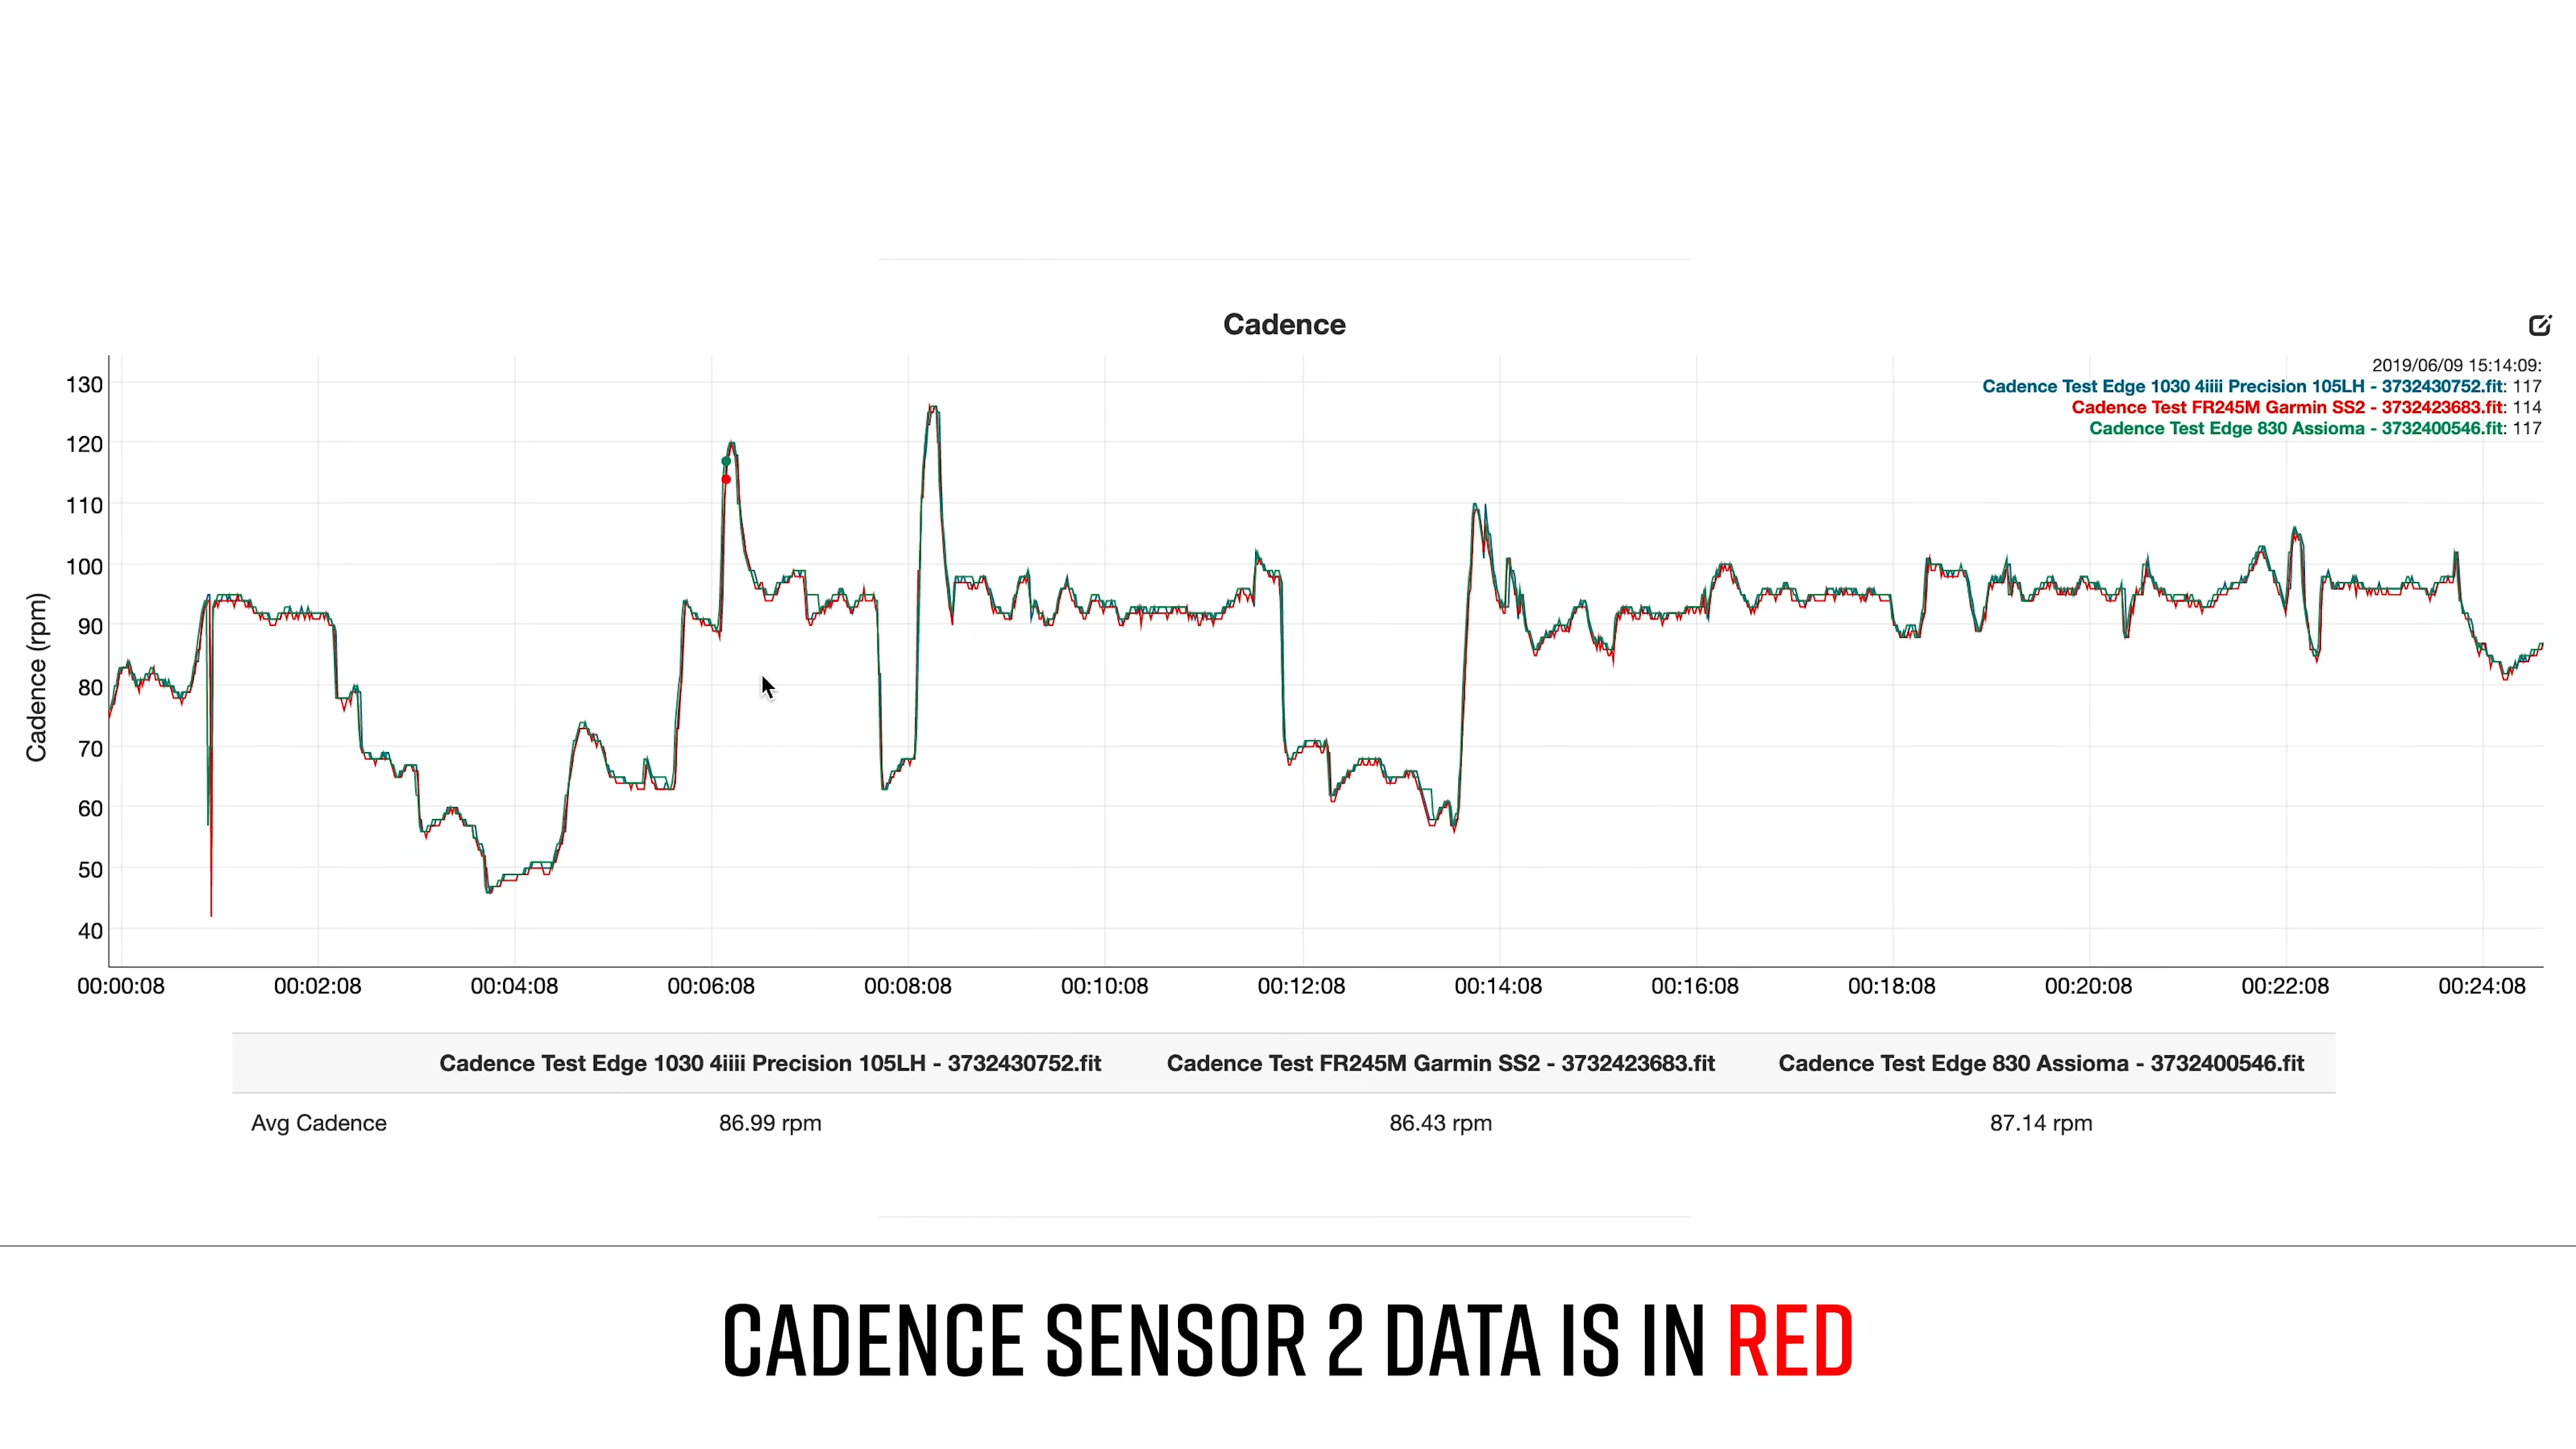 Cadence
2019/06/09 15:14:09:
Cadence Test Edge 1030 4iiii Precision 105LH - 3732430752.fit: 117
Cadence Test FR245M Garmin SS2 - 3732423683.fit: 114
Cadence Test Edge 830 Assioma - 3732400546.fit: 117
Cadence (rpm)
130
120
110
100
90
80
70
60
50
40
00:00:08 00:02:08 00:04:08 00:06:08 00:08:08 00:10:08 00:12:08 00:14:08 00:16:08 00:18:08 00:20:08 00:22:08 00:24:08
Cadence Test Edge 1030 4iiii Precision 105LH - 3732430752.fit Cadence Test FR245M Garmin SS2 - 3732423683.fit Cadence Test Edge 830 Assioma - 3732400546.fit
Avg Cadence 86.99 rpm 86.43 rpm 87.14 rpm
CADENCE SENSOR 2 DATA IS IN RED